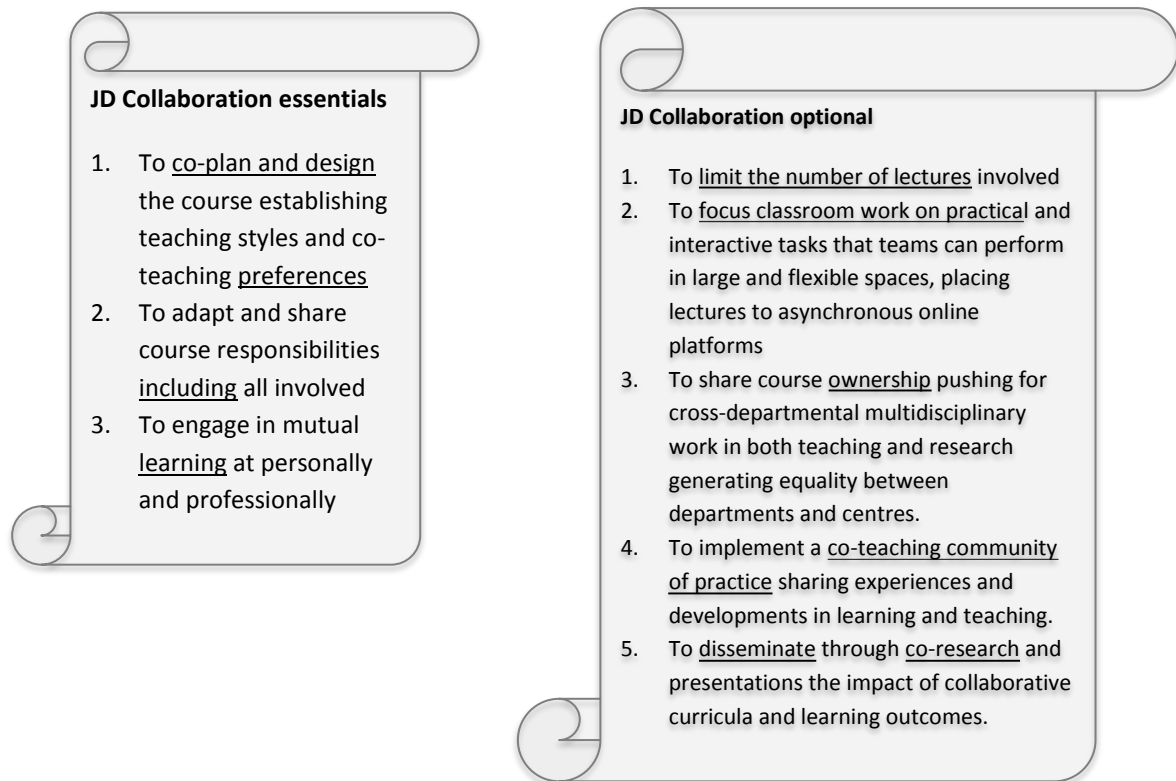 JD Collaboration essentials
1. To co-plan and design
the course establishing
teaching styles and co-
teaching preferences
2. To adapt and share
course responsibilities
including all involved
3. To engage in mutual
learning at personally
and professionally
JD Collaboration optional
1. To limit the number of lectures involved
2. To focus classroom work on practical and
interactive tasks that teams can perform
in large and flexible spaces, placing
lectures to asynchronous online
platforms
3. To share course ownership pushing for
cross-departmental multidisciplinary
work in both teaching and research
generating equality between
departments and centres.
4. To implement a co-teaching community
of practice sharing experiences and
developments in learning and teaching.
5. To disseminate through co-research and
presentations the impact of collaborative
curricula and learning outcomes.